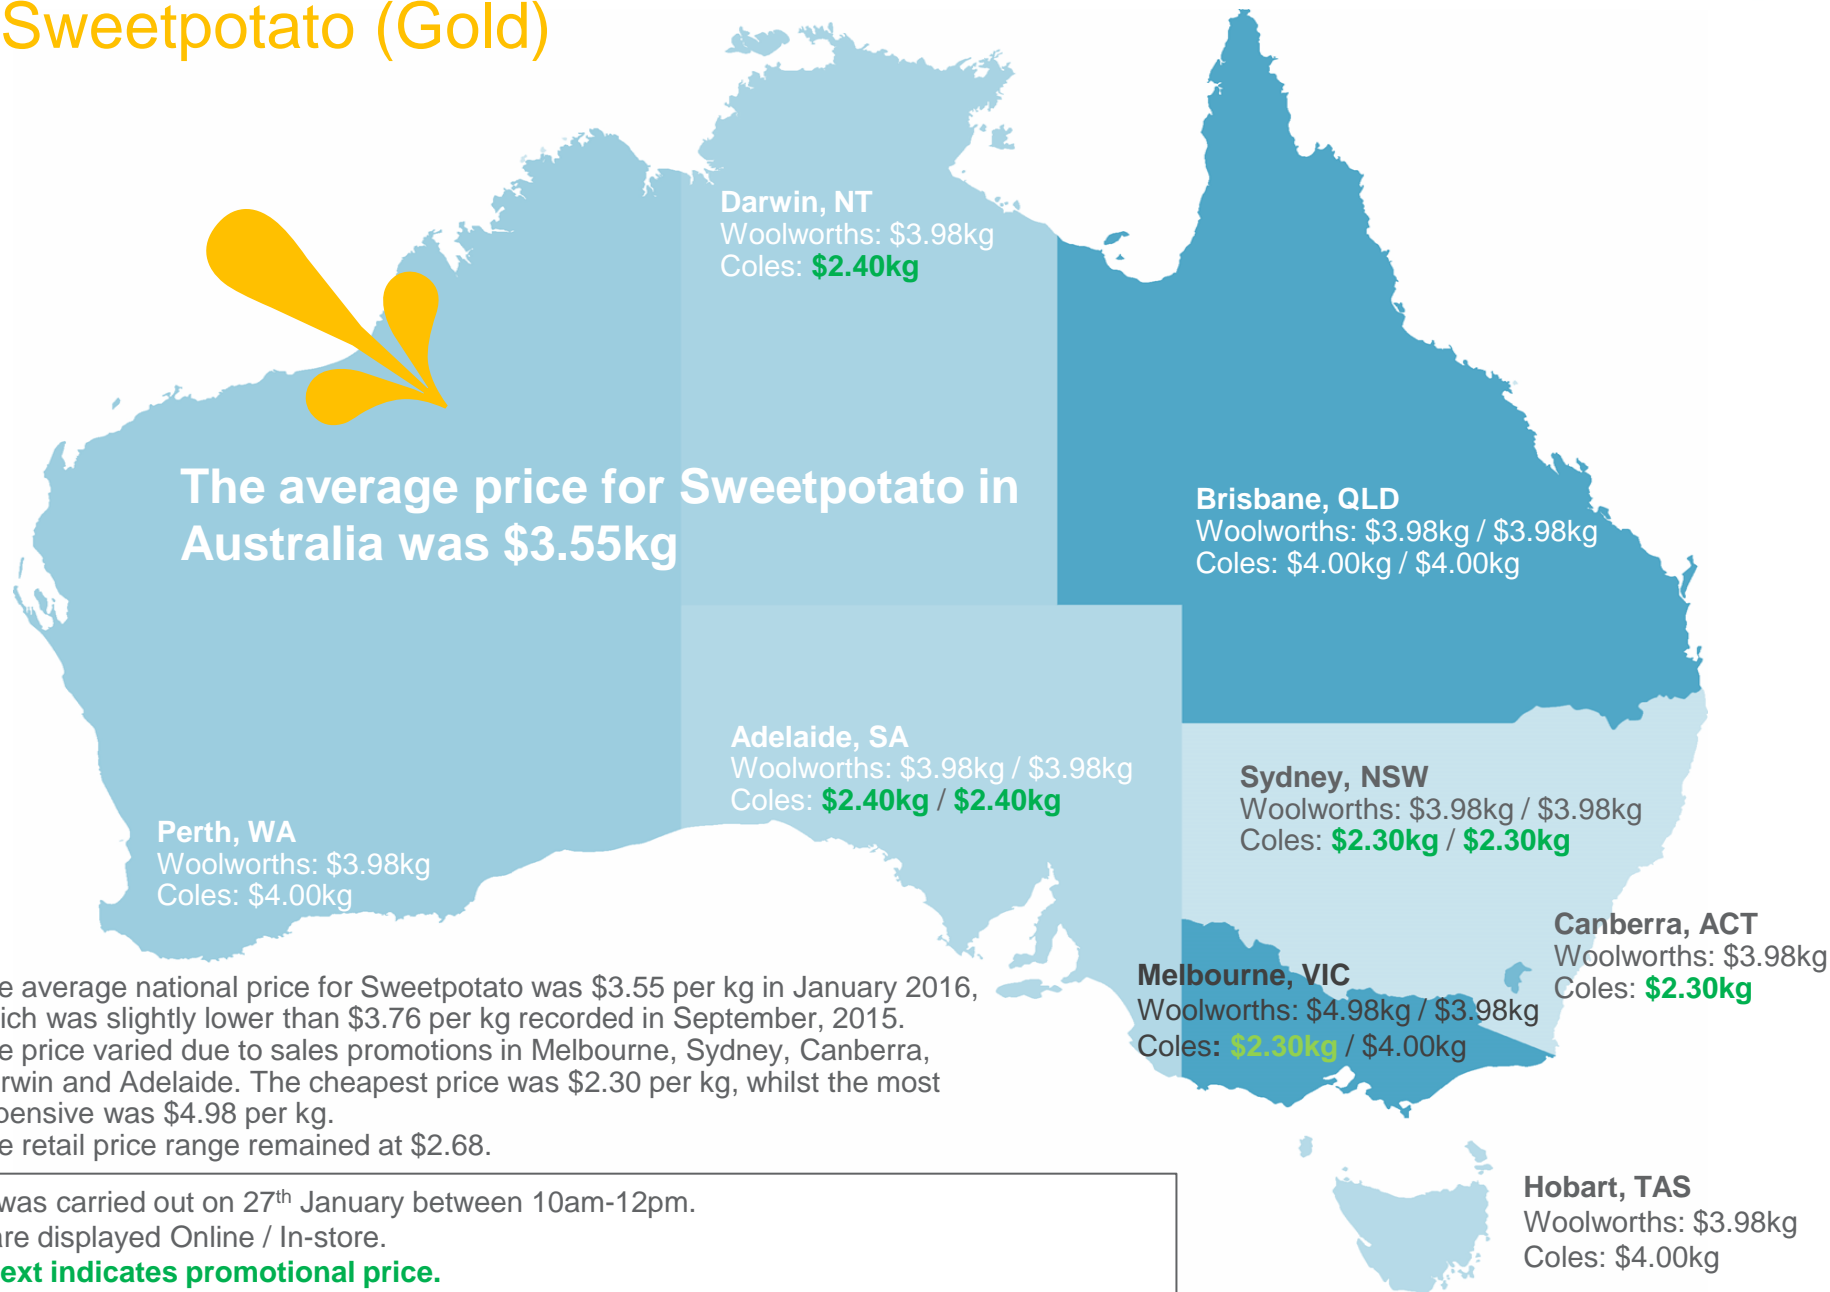 Sweetpotato (Gold)
Darwin, NT
Woolworths: $3.98kg
Coles: $2.40kg
The average price for Sweetpotato in
Australia was $3.55kg
Brisbane, QLD
Woolworths: $3.98kg / $3.98kg
Coles: $4.00kg / $4.00kg
Adelaide, SA
Woolworths: $3.98kg / $3.98kg
Coles: $2.40kg / $2.40kg
Sydney, NSW
Woolworths: $3.98kg / $3.98kg
Coles: $2.30kg / $2.30kg
Perth, WA
Woolworths: $3.98kg
Coles: $4.00kg
Canberra, ACT
Woolworths: $3.98kg
Coles: $2.30kg
Melbourne, VIC
Woolworths: $4.98kg / $3.98kg
Coles: $2.30kg / $4.00kg
average national price for Sweetpotato was $3.55 per kg in January 2016,
was slightly lower than $3.76 per kg recorded in September, 2015.
price varied due to sales promotions in Melbourne, Sydney, Canberra,
and Adelaide. The cheapest price was $2.30 per kg, whilst the most
was $4.98 per kg.
retail price range remained at $2.68.
was carried out on 27th January between 10am-12pm.
are displayed Online / In-store.
indicates promotional price.
Hobart, TAS
Woolworths: $3.98kg
Coles: $4.00kg